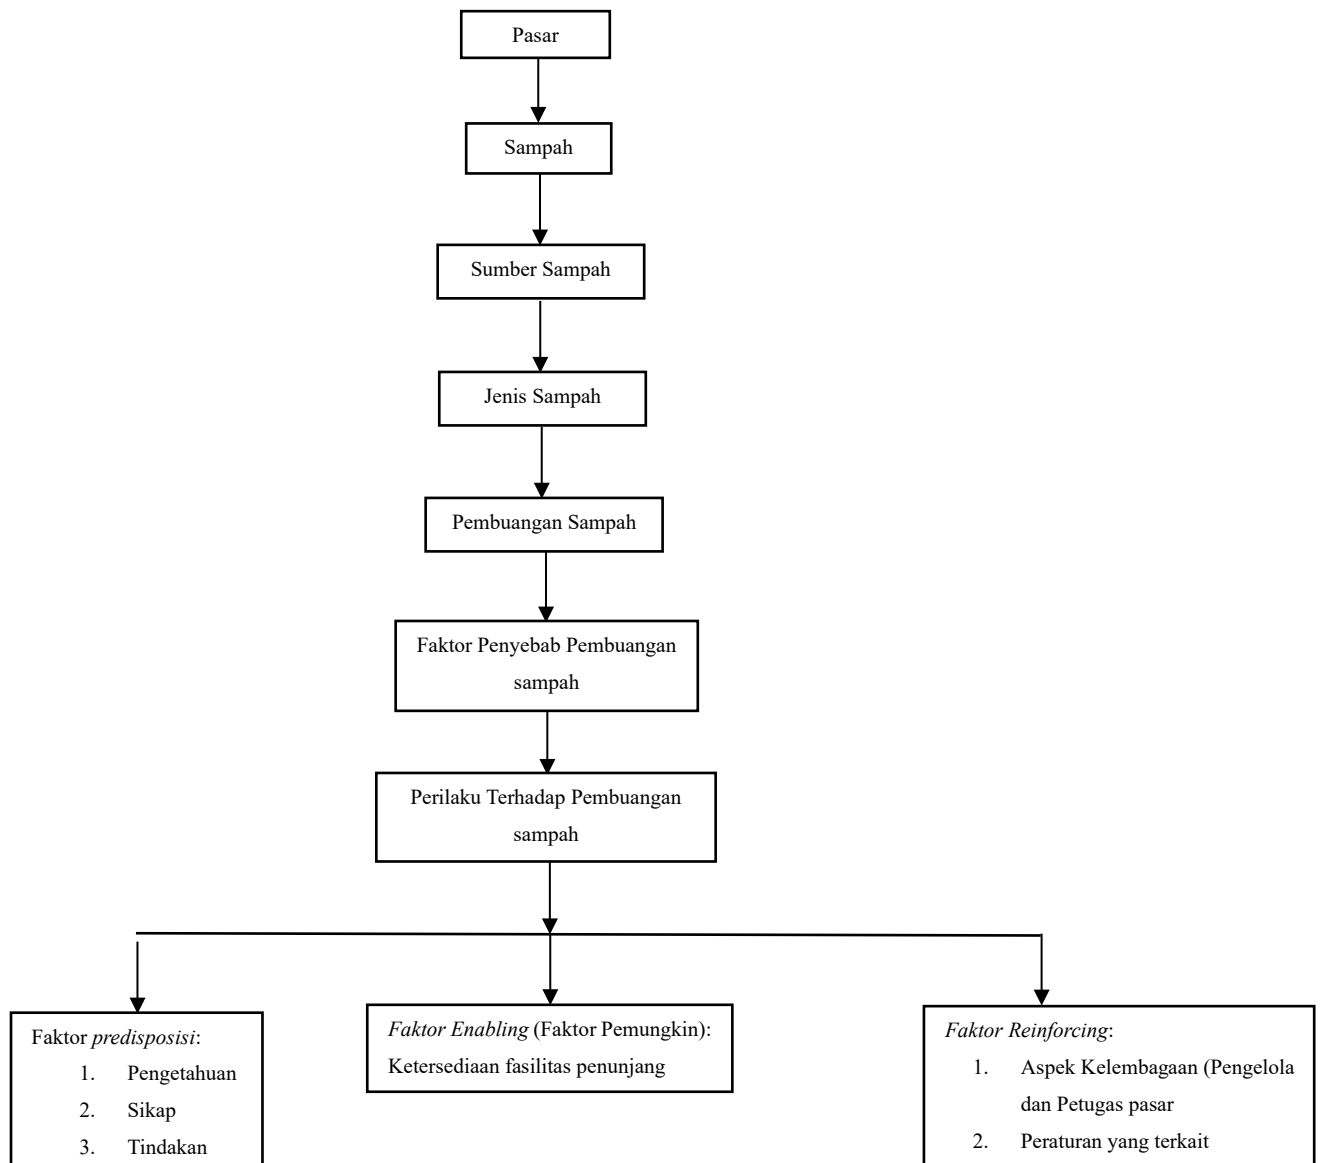 Pasar
Sampah
Sumber Sampah
Jenis Sampah
Pembuangan Sampah
Faktor Penyebab Pembuangan
sampah
Perilaku Terhadap Pembuangan
sampah
Faktor predisposisi:
1. Pengetahuan
2. Sikap
3. Tindakan
Faktor Enabling (Faktor Pemungkin):
Ketersediaan fasilitas penunjang
Faktor Reinforcing:
1. Aspek Kelembagaan (Pengelola
dan Petugas pasar
2. Peraturan yang terkait